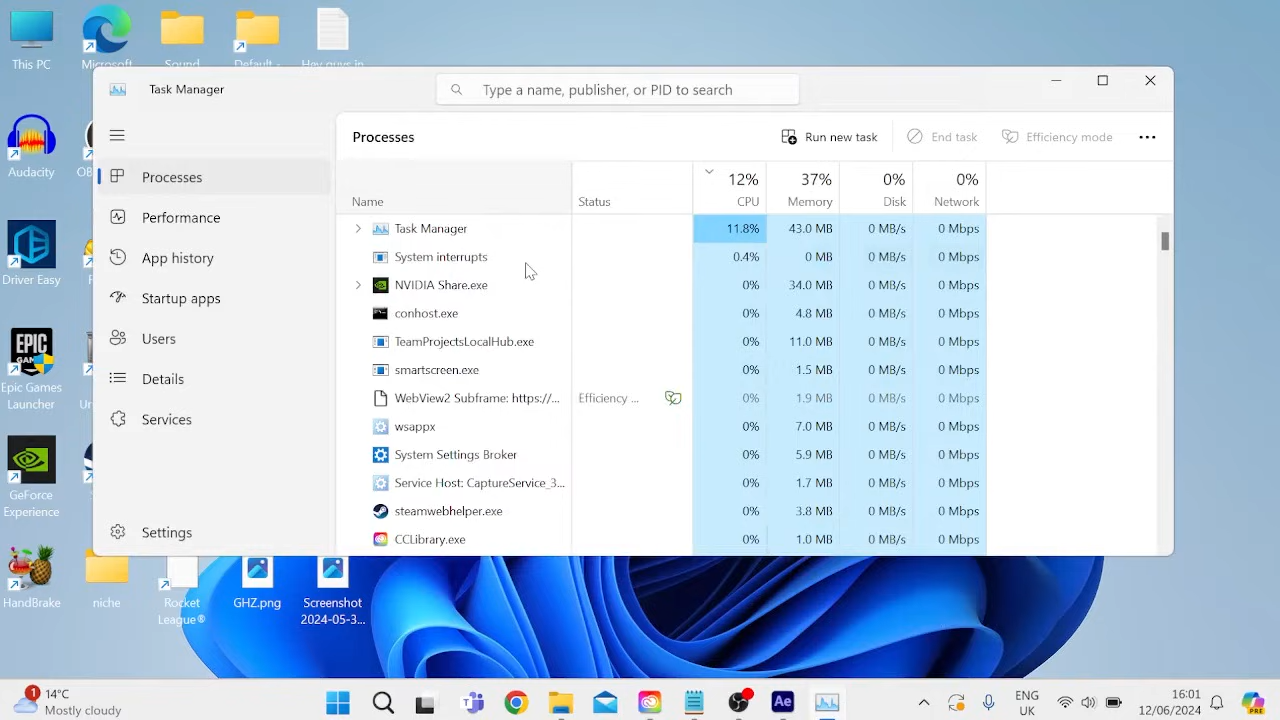 This PC
Microsoft
Sound
Default -
Hey guys in
Task Manager
Type a name, publisher, or PID to search
Processes
Run new task
End task
Efficiency mode
Processes
Performance
App history
Startup apps
Users
Details
Services
Settings
Name
Status
12%
CPU
37%
Memory
0%
Disk
0%
Network
Task Manager 11.8% 43.0 MB 0 MB/s 0 Mbps
System interrupts 0.4% 0 MB 0 MB/s 0 Mbps
NVIDIA Share.exe 0% 34.0 MB 0 MB/s 0 Mbps
conhost.exe 0% 4.8 MB 0 MB/s 0 Mbps
TeamProjectsLocalHub.exe 0% 11.0 MB 0 MB/s 0 Mbps
smartscreen.exe 0% 1.5 MB 0 MB/s 0 Mbps
WebView2 Subframe: https://... Efficiency ... 0% 1.9 MB 0 MB/s 0 Mbps
wsappx 0% 7.0 MB 0 MB/s 0 Mbps
System Settings Broker 0% 5.9 MB 0 MB/s 0 Mbps
Service Host: CaptureService_3... 0% 1.7 MB 0 MB/s 0 Mbps
steamwebhelper.exe 0% 3.8 MB 0 MB/s 0 Mbps
CCLibrary.exe 0% 1.0 MB 0 MB/s 0 Mbps
Audacity
OB
Driver Easy
EPIC
GAM
Epic Games
Launcher
Un
GeForce
Experience
HandBrake
niche
Rocket
League®
GHZ.png
Screenshot
2024-05-3...
1
14°C
Mostly cloudy
Ae
ENG
UK
16:01
12/06/2024
PRE